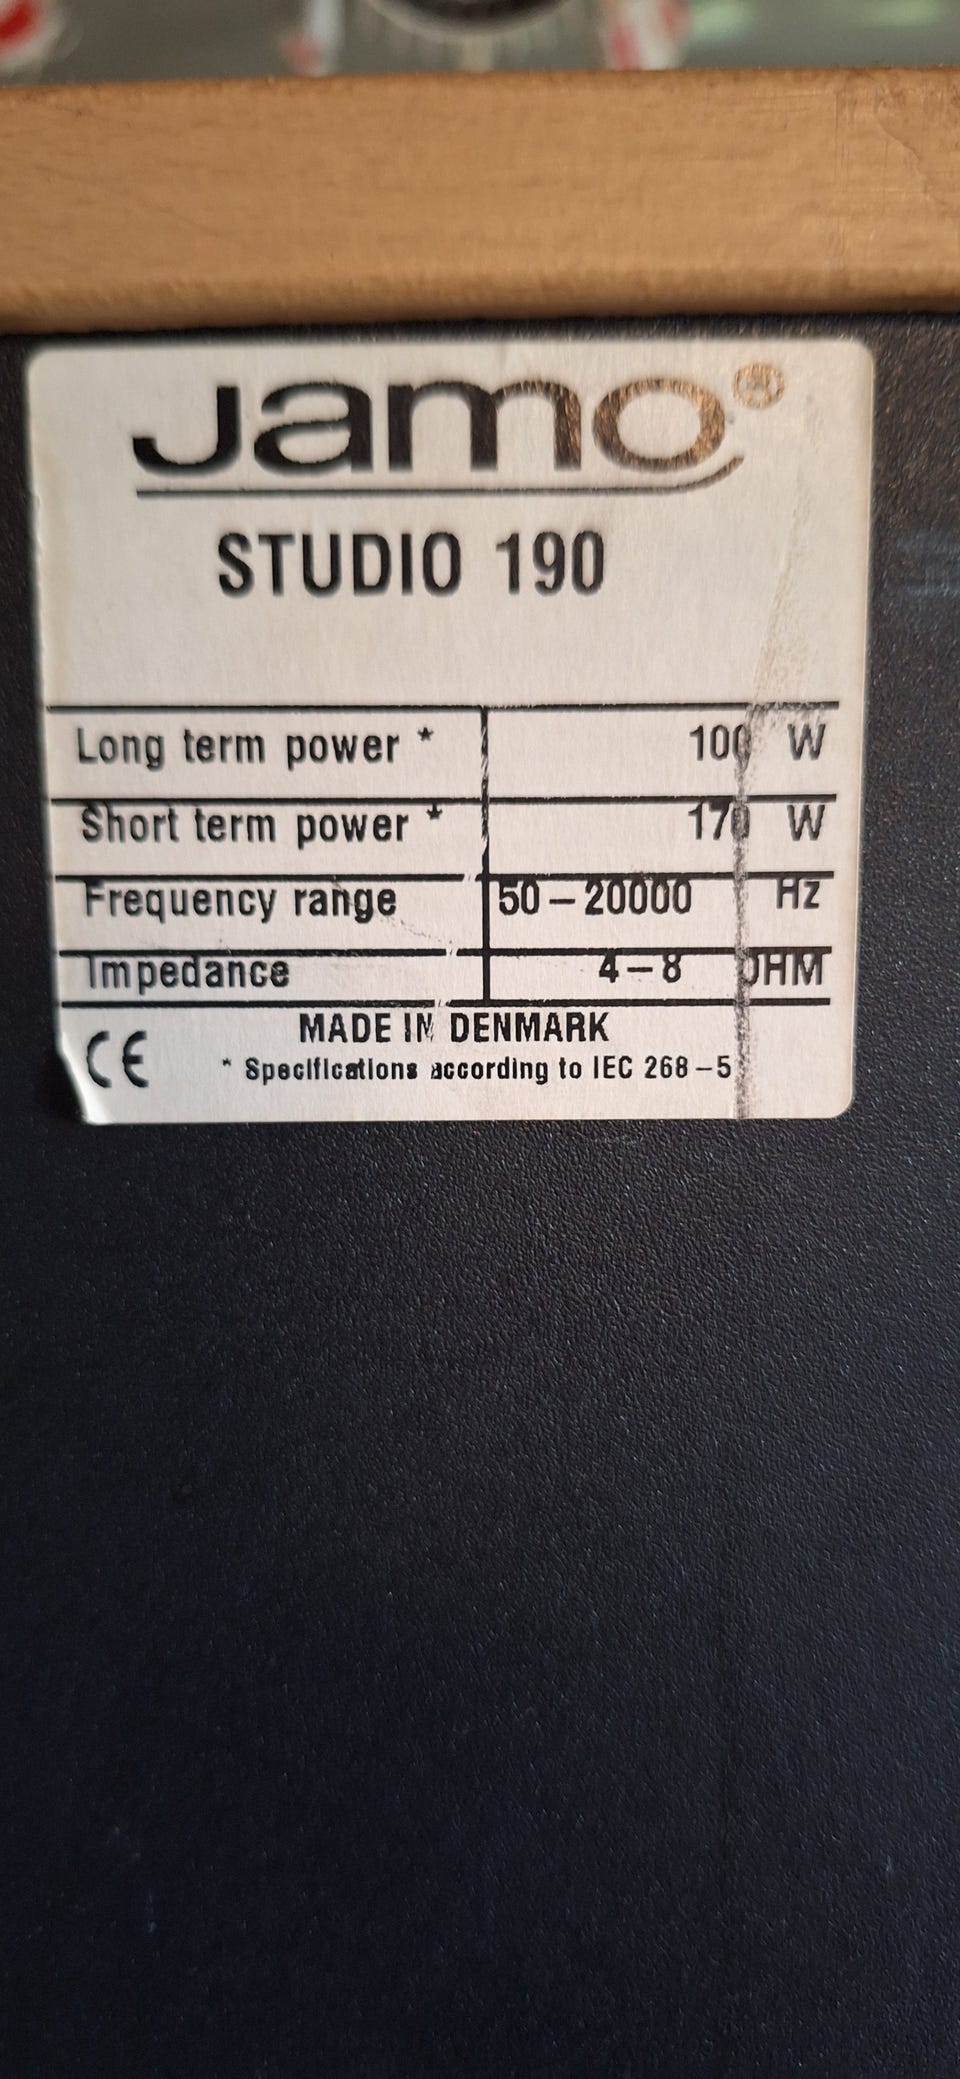 Jamo®
STUDIO 190
Long term power * 100 W
Short term power * 170 W
Frequency range 50–20000 Hz
Impedance 4–8 OHM
MADE IN DENMARK
CE * Specifications according to IEC 268–5